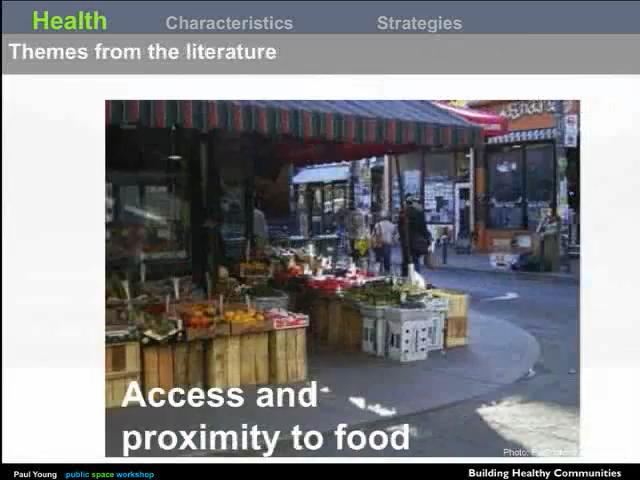 Health Characteristics Strategies
Themes from the literature
Access and
proximity to food
Photo:
Paul Young public space workshop
Building Healthy Communities